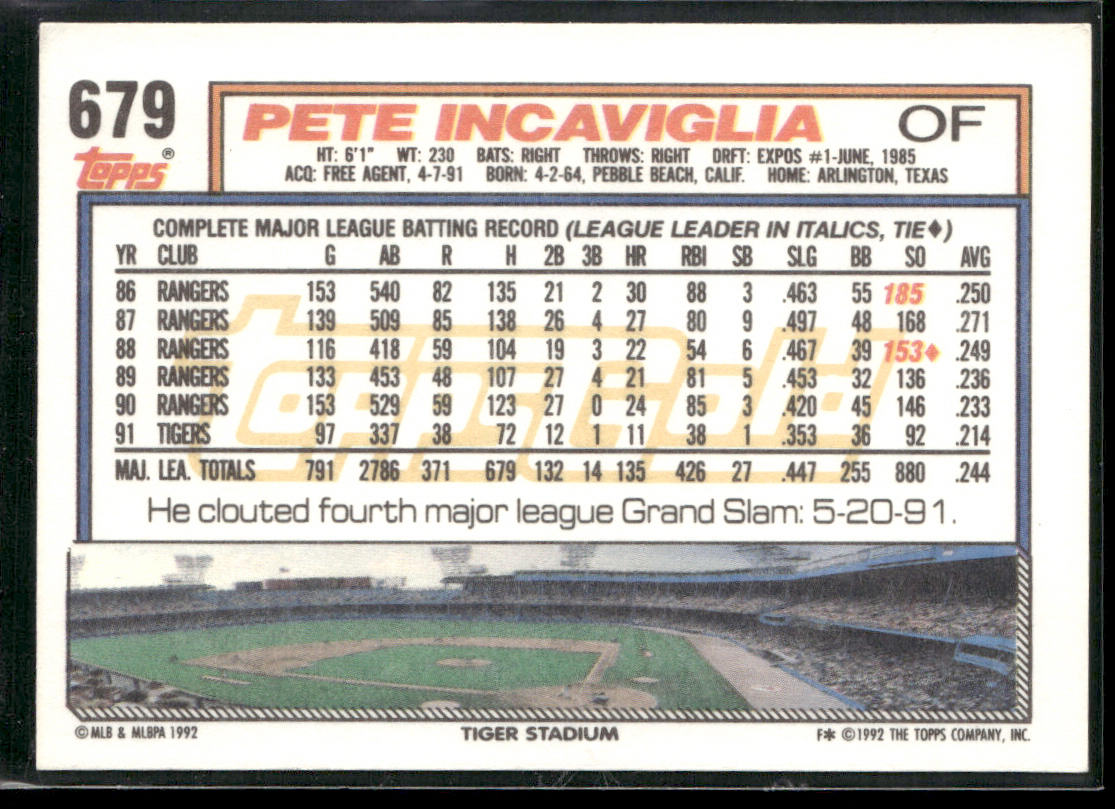 679
Topps®
PETE INCAVIGLIA OF
HT: 6'1" WT: 230 BATS: RIGHT THROWS: RIGHT DRFT: EXPOS #1-JUNE, 1985
ACQ: FREE AGENT, 4-7-91 BORN: 4-2-64, PEBBLE BEACH, CALIF. HOME: ARLINGTON, TEXAS
COMPLETE MAJOR LEAGUE BATTING RECORD (LEAGUE LEADER IN ITALICS, TIE♦)
YR CLUB G AB R H 2B 3B HR RBI SB SLG BB SO AVG
86 RANGERS 153 540 82 135 21 2 30 88 3 .463 55 185 .250
87 RANGERS 139 509 85 138 26 4 27 80 9 .497 48 168 .271
88 RANGERS 116 418 59 104 19 3 22 54 6 .467 39 153♦ .249
89 RANGERS 133 453 48 107 27 4 21 81 5 .453 32 136 .236
90 RANGERS 153 529 59 123 27 0 24 85 3 .420 45 146 .233
91 TIGERS 97 337 38 72 12 1 11 38 1 .353 36 92 .214
MAJ. LEA. TOTALS 791 2786 371 679 132 14 135 426 27 .447 255 880 .244
ToppsGold
He clouted fourth major league Grand Slam: 5-20-91.
©MLB & MLBPA 1992 TIGER STADIUM F✻ ©1992 THE TOPPS COMPANY, INC.